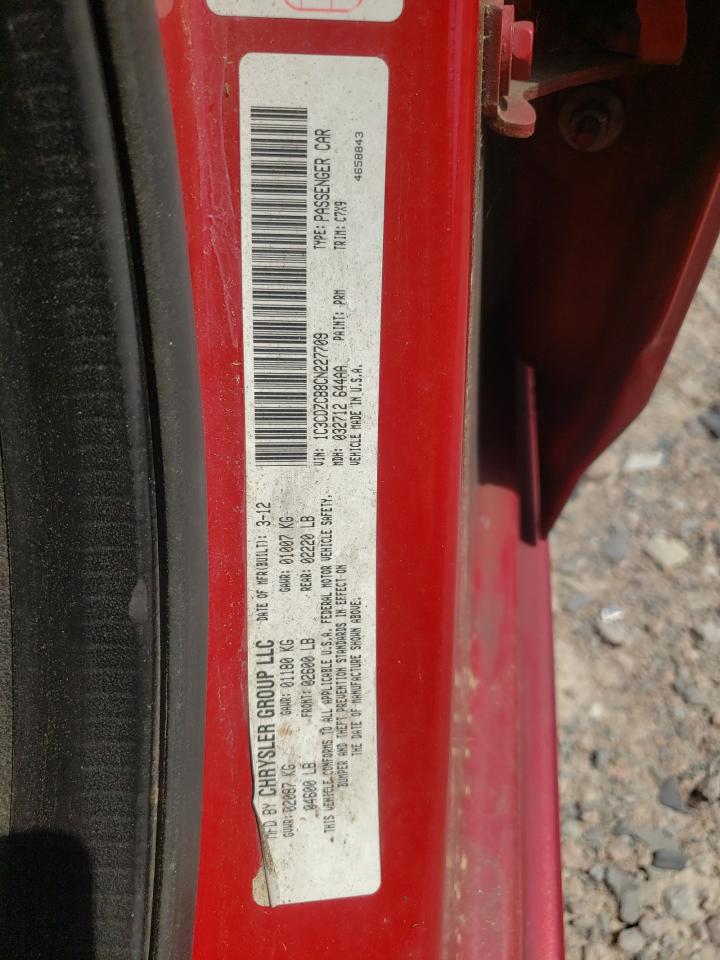 MFD BY CHRYSLER GROUP LLC DATE OF MFR(BUILT): 3-12
GVWR: 02087 KG GAWR: 01180 KG GAWR: 01007 KG
04600 LB FRONT: 02600 LB REAR: 02220 LB
THIS VEHICLE CONFORMS TO ALL APPLICABLE U.S.A. FEDERAL MOTOR VEHICLE SAFETY,
BUMPER AND THEFT PREVENTION STANDARDS IN EFFECT ON
THE DATE OF MANUFACTURE SHOWN ABOVE.
VIN: 1C3CDZCB8CN227709 TYPE: PASSENGER CAR
MDH: 032712 644AA PAINT: PRM TRIM: C7X9
VEHICLE MADE IN U.S.A. 4658843